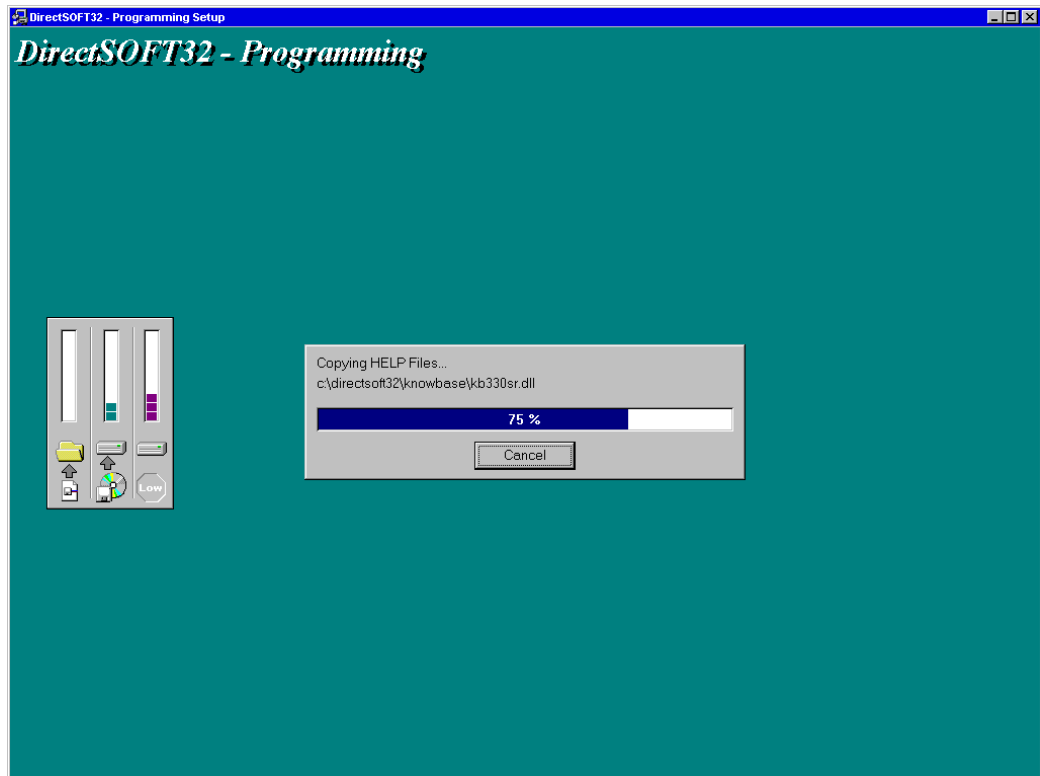 DirectSOFT32 - Programming Setup
DirectSOFT32 - Programming
Copying HELP Files...
c:\directsoft32\knowbase\kb330sr.dll
75 %
Cancel
Low